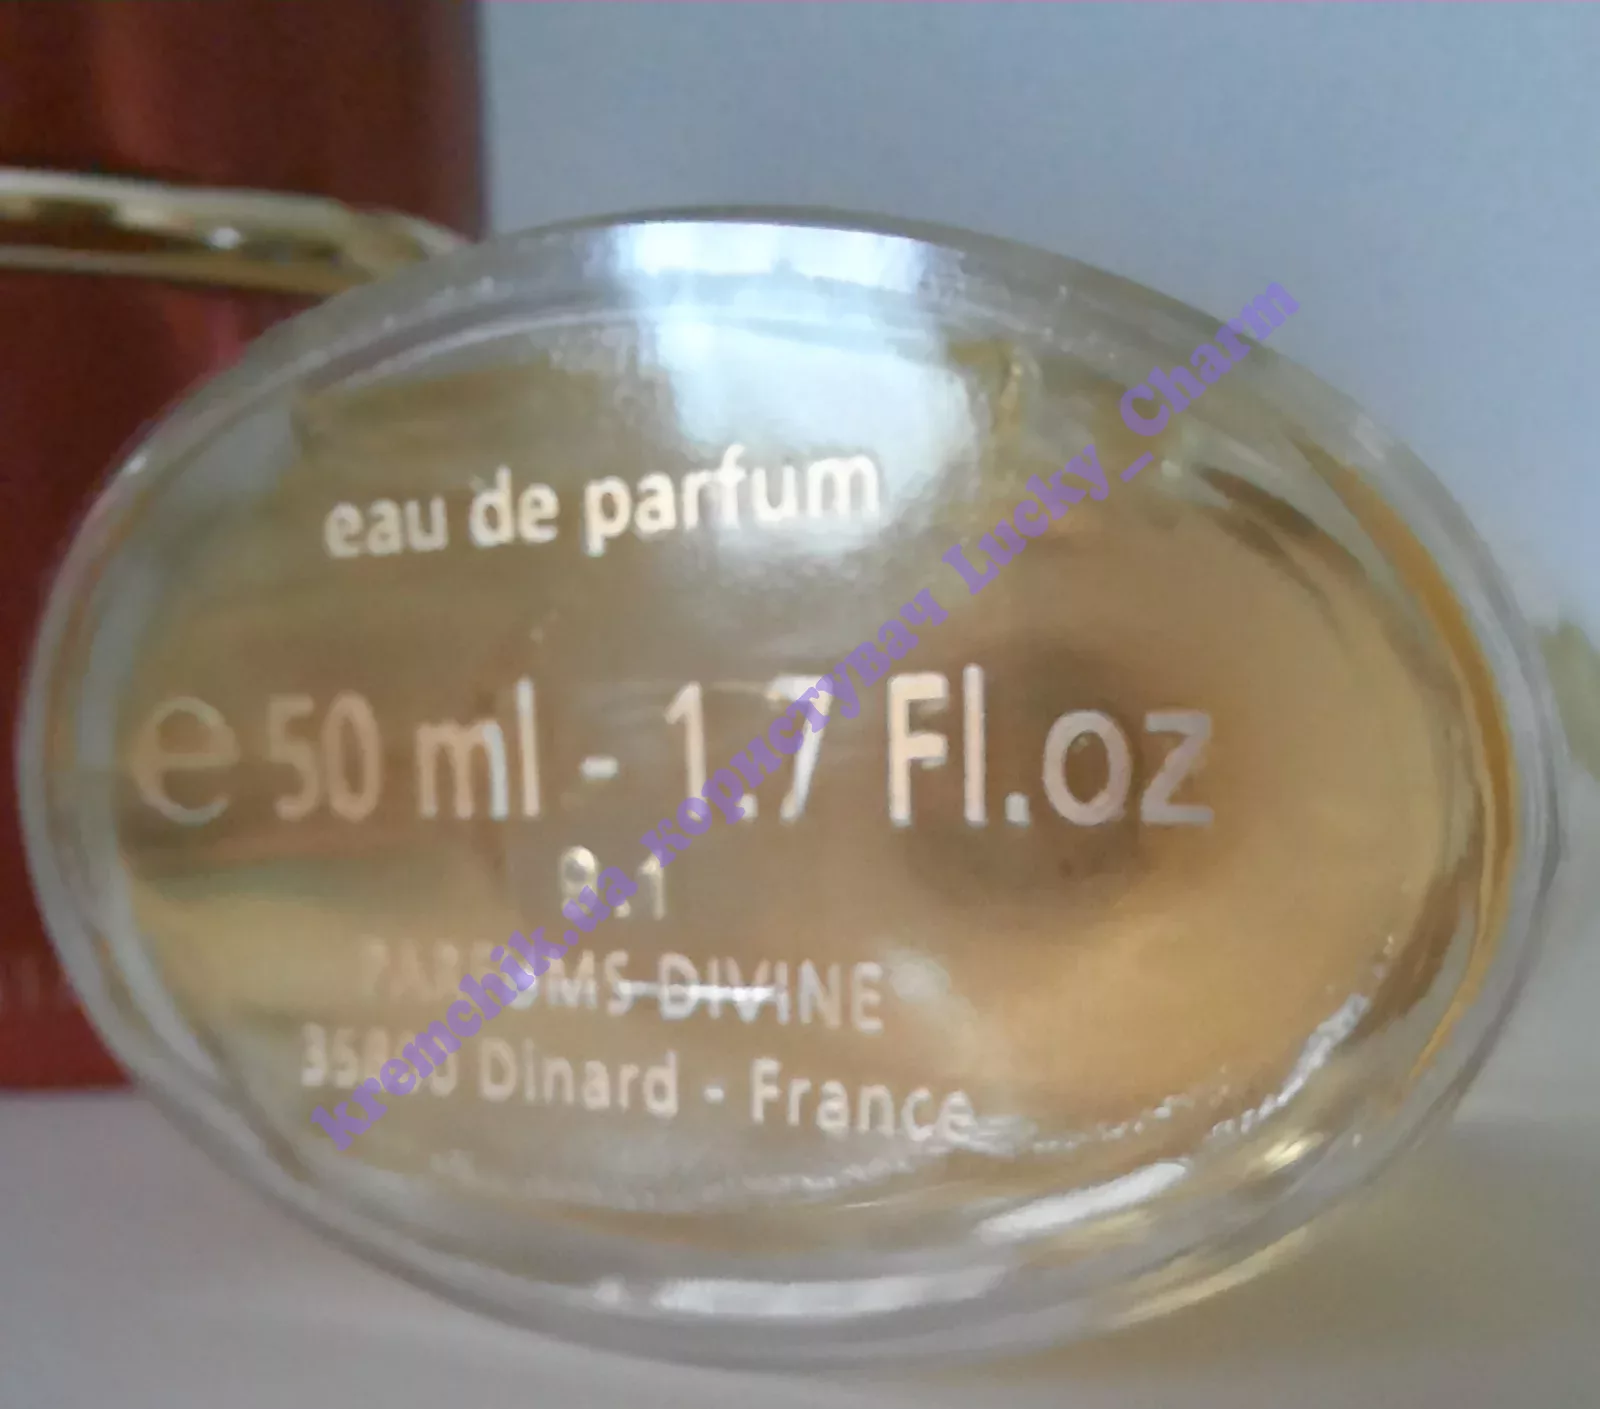 eau de parfum
e 50 ml - 1.7 Fl.oz
PARFUMS DIVINE
Dinard - France
kremchik.ua користувач Lucky_Charm